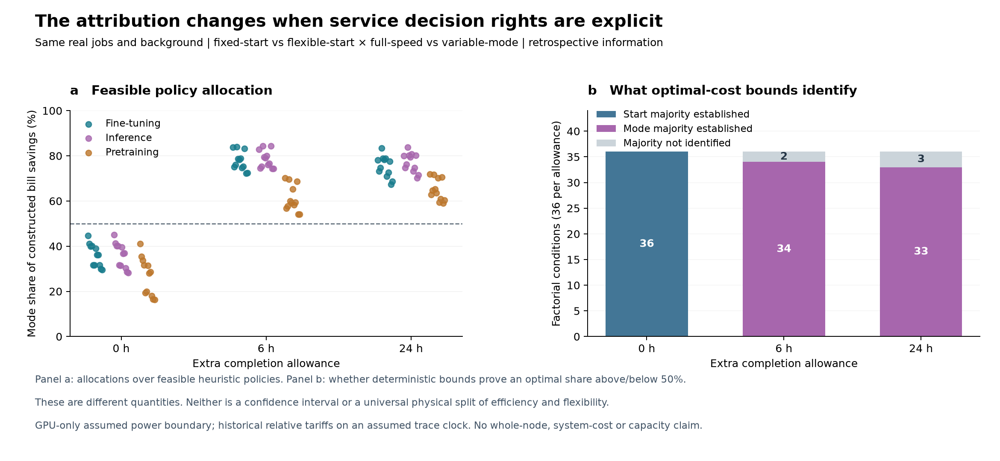 The attribution changes when service decision rights are explicit
Same real jobs and background | fixed-start vs flexible-start × full-speed vs variable-mode | retrospective information
a Feasible policy allocation
Mode share of constructed bill savings (%)
100
80
60
40
20
0
Fine-tuning
Inference
Pretraining
0 h
6 h
24 h
Extra completion allowance
b What optimal-cost bounds identify
Factorial conditions (36 per allowance)
40
35
30
25
20
15
10
5
0
Start majority established
Mode majority established
Majority not identified
2
3
36
34
33
0 h
6 h
24 h
Extra completion allowance
Panel a: allocations over feasible heuristic policies. Panel b: whether deterministic bounds prove an optimal share above/below 50%.
These are different quantities. Neither is a confidence interval or a universal physical split of efficiency and flexibility.
GPU-only assumed power boundary; historical relative tariffs on an assumed trace clock. No whole-node, system-cost or capacity claim.